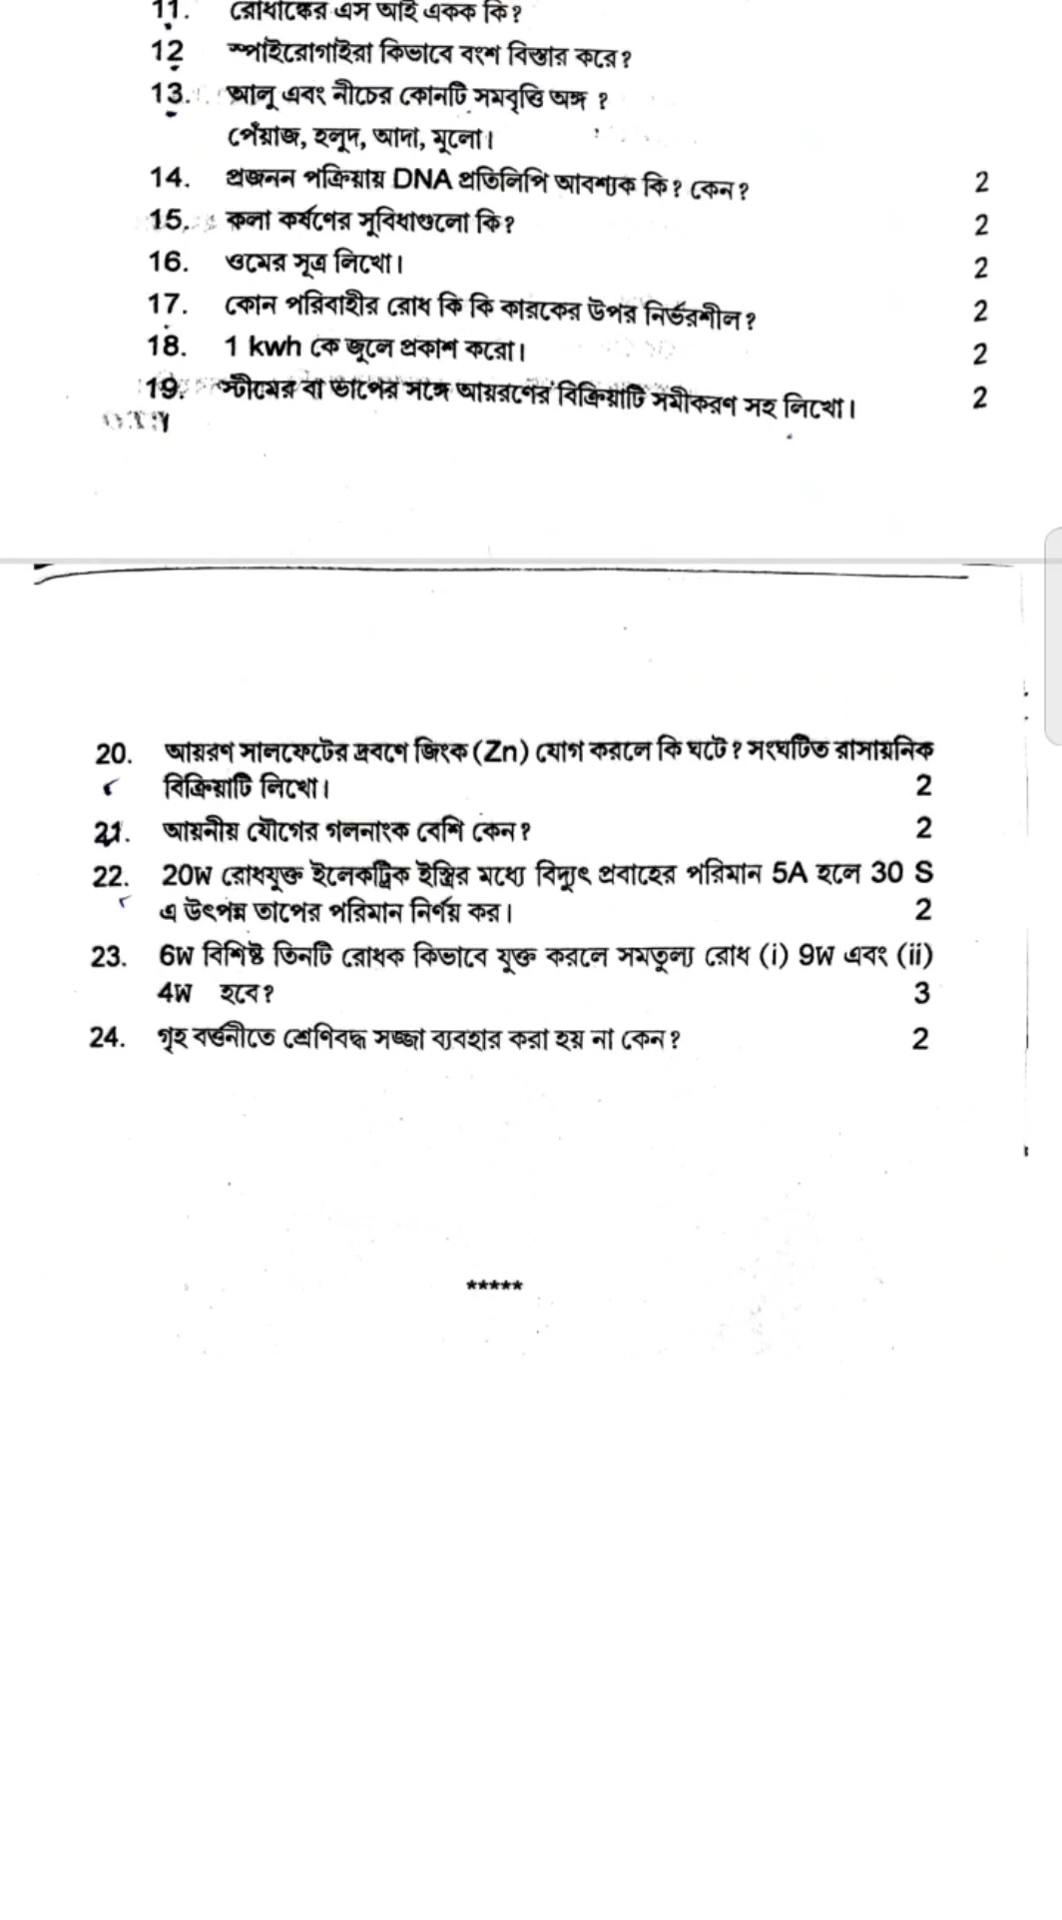 11. রোধাঙ্কের এস আই একক কি?
12 স্পাইরোগাইরা কিভাবে বংশ বিস্তার করে?
13. আলু এবং নীচের কোনটি সমবৃত্তি অঙ্গ ?
পেঁয়াজ, হলুদ, আদা, মুলো।
14. প্রজনন পক্রিয়ায় DNA প্রতিলিপি আবশ্যক কি? কেন? 2
15. কলা কর্ষণের সুবিধাগুলো কি? 2
16. ওমের সূত্র লিখো। 2
17. কোন পরিবাহীর রোধ কি কি কারকের উপর নির্ভরশীল? 2
18. 1 kwh কে জুলে প্রকাশ করো। 2
19. স্টীমের বা ভাপের সঙ্গে আয়রণের বিক্রিয়াটি সমীকরণ সহ লিখো। 2
20. আয়রণ সালফেটের দ্রবণে জিংক (Zn) যোগ করলে কি ঘটে? সংঘটিত রাসায়নিক
বিক্রিয়াটি লিখো। 2
21. আয়নীয় যৌগের গলনাংক বেশি কেন? 2
22. 20W রোধযুক্ত ইলেকট্রিক ইস্ত্রির মধ্যে বিদ্যুৎ প্রবাহের পরিমান 5A হলে 30 S
এ উৎপন্ন তাপের পরিমান নির্ণয় কর। 2
23. 6W বিশিষ্ট তিনটি রোধক কিভাবে যুক্ত করলে সমতুল্য রোধ (i) 9W এবং (ii)
4W হবে? 3
24. গৃহ বর্ত্তনীতে শ্রেণিবদ্ধ সজ্জা ব্যবহার করা হয় না কেন? 2
*****